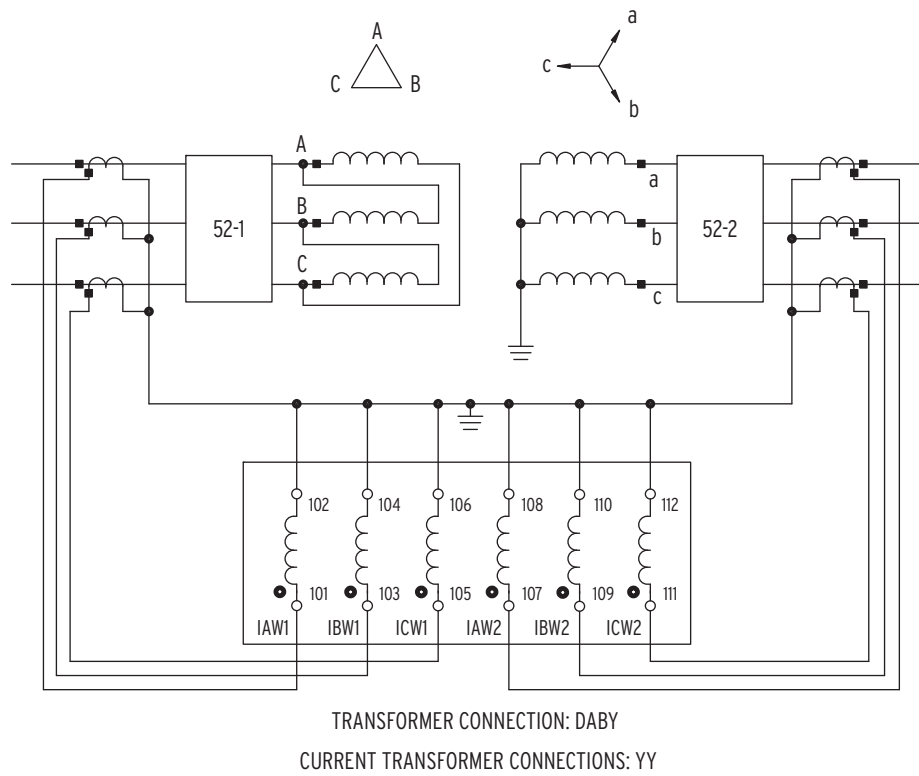 A
C
B
a
c
b
A
B
C
52-1
a
b
c
52-2
102
104
106
108
110
112
101
103
105
107
109
111
IAW1
IBW1
ICW1
IAW2
IBW2
ICW2
TRANSFORMER CONNECTION: DABY
CURRENT TRANSFORMER CONNECTIONS: YY